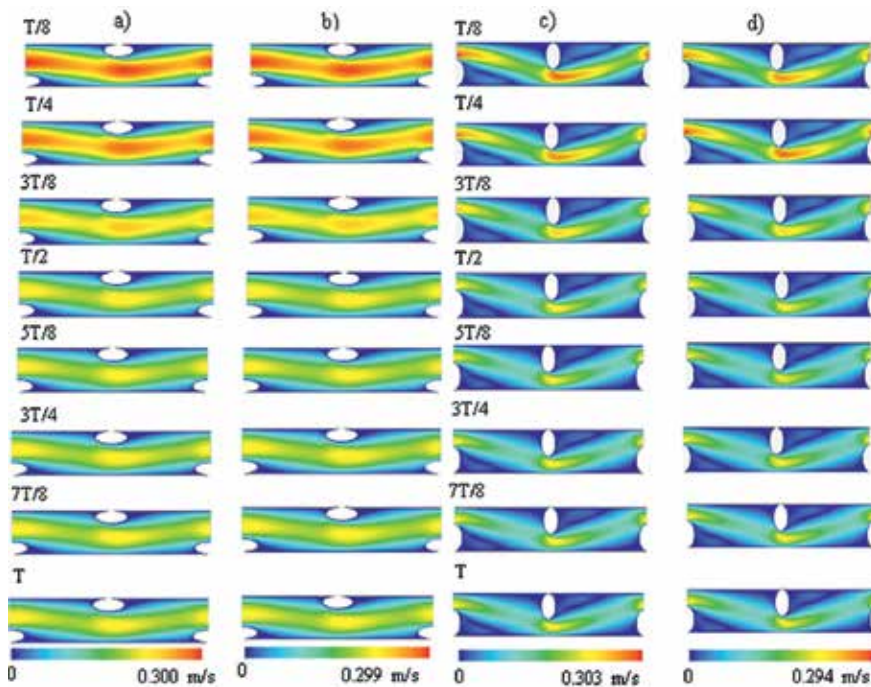 a) b) c) d)
T/8 T/8
T/4 T/4
3T/8 3T/8
T/2 T/2
5T/8 5T/8
3T/4 3T/4
7T/8 7T/8
T T
0 0.300 m/s 0 0.299 m/s 0 0.303 m/s 0 0.294 m/s